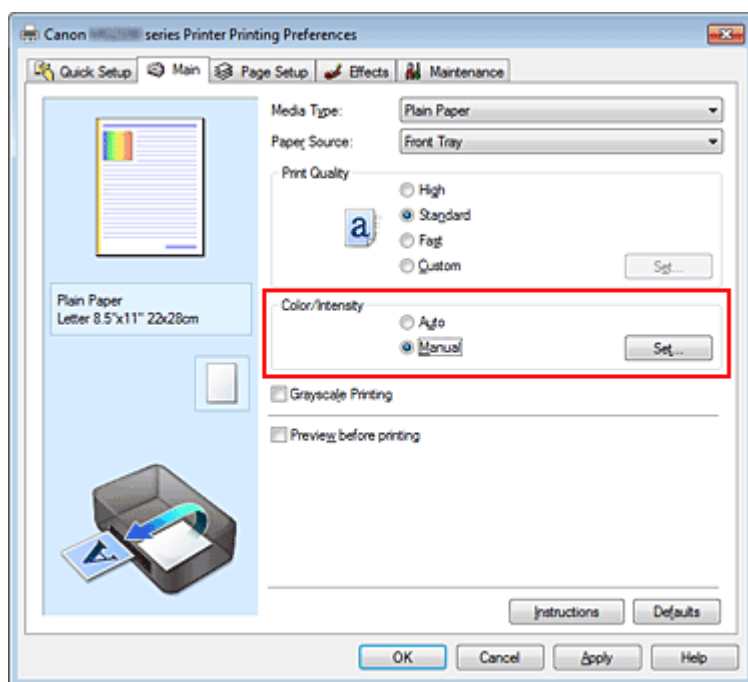 Canon series Printer Printing Preferences
Quick Setup Main Page Setup Effects Maintenance
Media Type: Plain Paper
Paper Source: Front Tray
Print Quality
High
a Standard
Fast
Custom Set...
Plain Paper
Letter 8.5"x11" 22x28cm
Color/Intensity
Auto
Manual Set...
Grayscale Printing
Preview before printing
A
Instructions Defaults
OK Cancel Apply Help